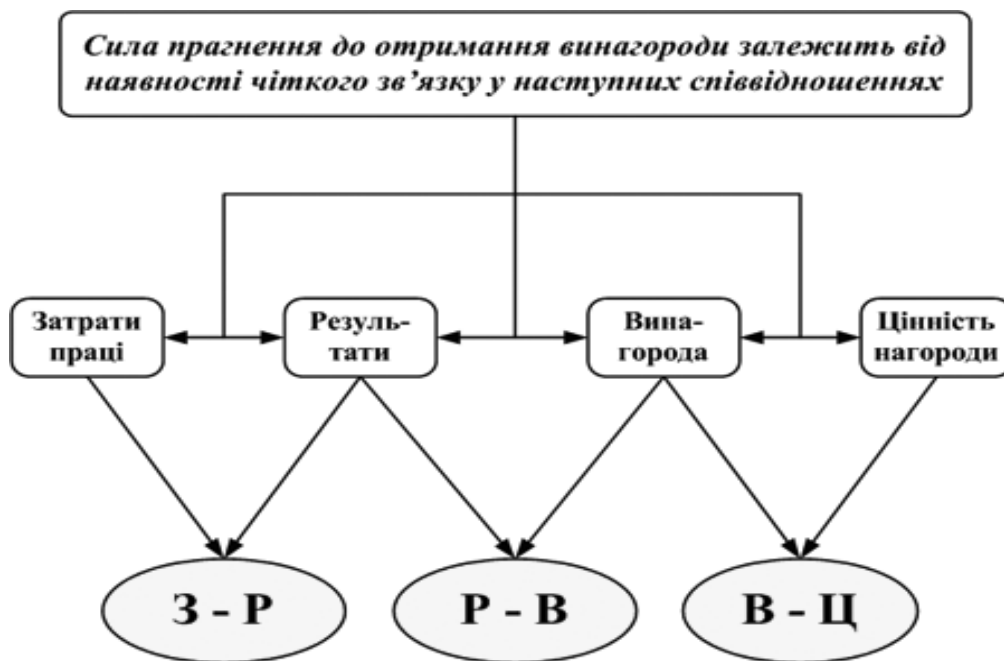 Сила прагнення до отримання винагороди залежить від
наявності чіткого зв’язку у наступних співвідношеннях
Затрати
праці
Резуль-
тати
Вина-
города
Цінність
нагороди
З - Р
Р - В
В - Ц